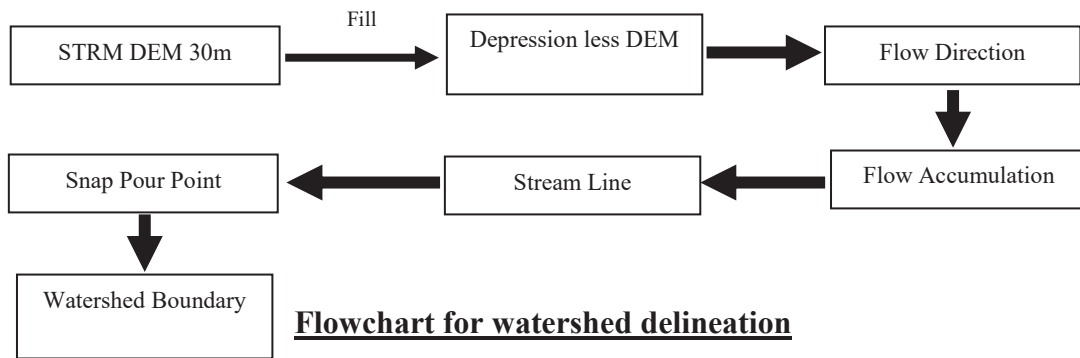 Fill
STRM DEM 30m
Depression less DEM
Flow Direction
Flow Accumulation
Stream Line
Snap Pour Point
Watershed Boundary
Flowchart for watershed delineation